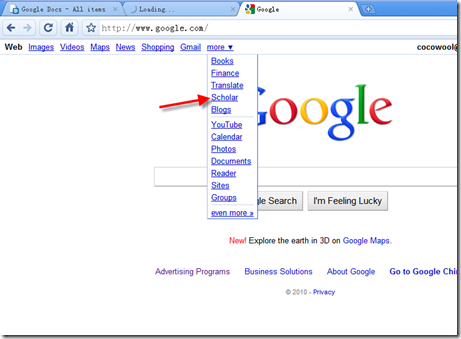 Google Docs - All items
Loading...
Google
http://www.google.com/
Web Images Videos Maps News Shopping Gmail more ▼
cocowool@
Books
Finance
Translate
Scholar
Blogs
YouTube
Calendar
Photos
Documents
Reader
Sites
Groups
even more »
Google
gle Search
I'm Feeling Lucky
New! Explore the earth in 3D on Google Maps.
Advertising Programs Business Solutions About Google Go to Google Chin
© 2010 - Privacy